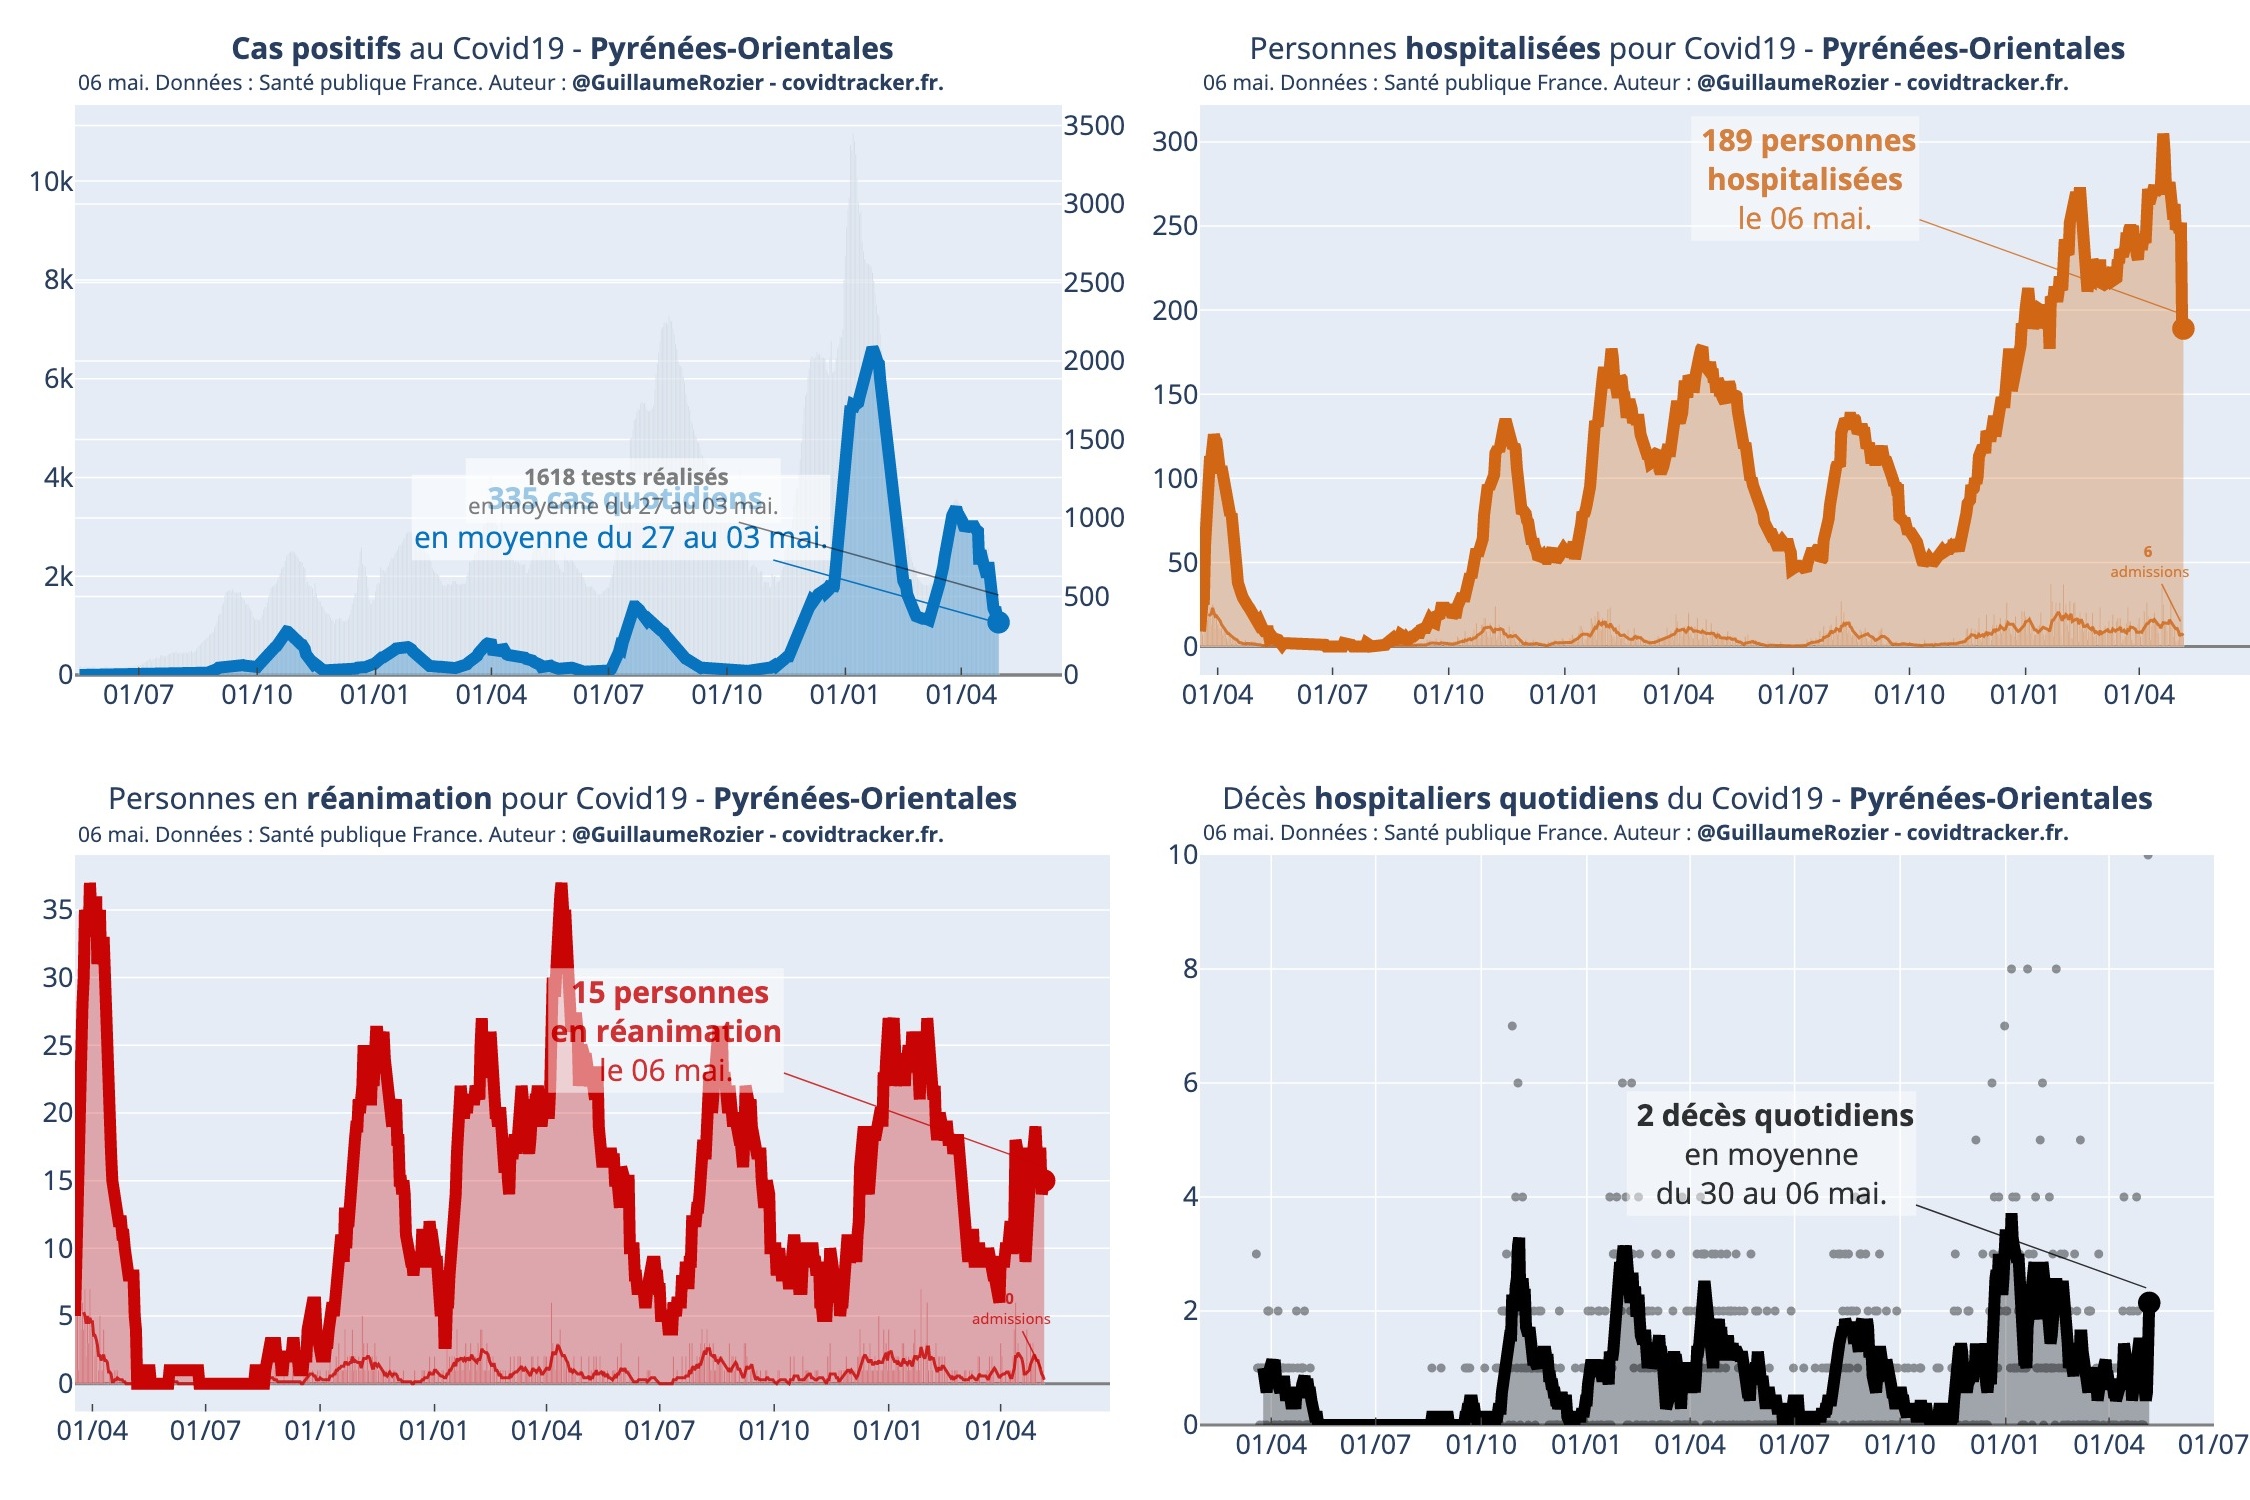 Cas positifs au Covid19 - Pyrénées-Orientales
06 mai. Données : Santé publique France. Auteur : @GuillaumeRozier - covidtracker.fr.
3500
10k
3000
8k
2500
6k
2000
1500
4k
1618 tests réalisés
335 cas quotidiens
en moyenne du 27 au 03 mai.
en moyenne du 27 au 03 mai.
1000
2k
500
0
0
01/07 01/10 01/01 01/04 01/07 01/10 01/01 01/04
Personnes hospitalisées pour Covid19 - Pyrénées-Orientales
06 mai. Données : Santé publique France. Auteur : @GuillaumeRozier - covidtracker.fr.
300
189 personnes
hospitalisées
le 06 mai.
250
200
150
100
50
6
admissions
0
01/04 01/07 01/10 01/01 01/04 01/07 01/10 01/01 01/04
Personnes en réanimation pour Covid19 - Pyrénées-Orientales
06 mai. Données : Santé publique France. Auteur : @GuillaumeRozier - covidtracker.fr.
35
30
15 personnes
en réanimation
le 06 mai.
25
20
15
10
5
0
admissions
0
01/04 01/07 01/10 01/01 01/04 01/07 01/10 01/01 01/04
Décès hospitaliers quotidiens du Covid19 - Pyrénées-Orientales
06 mai. Données : Santé publique France. Auteur : @GuillaumeRozier - covidtracker.fr.
10
8
6
2 décès quotidiens
en moyenne
du 30 au 06 mai.
4
2
0
01/04 01/07 01/10 01/01 01/04 01/07 01/10 01/01 01/04 01/07